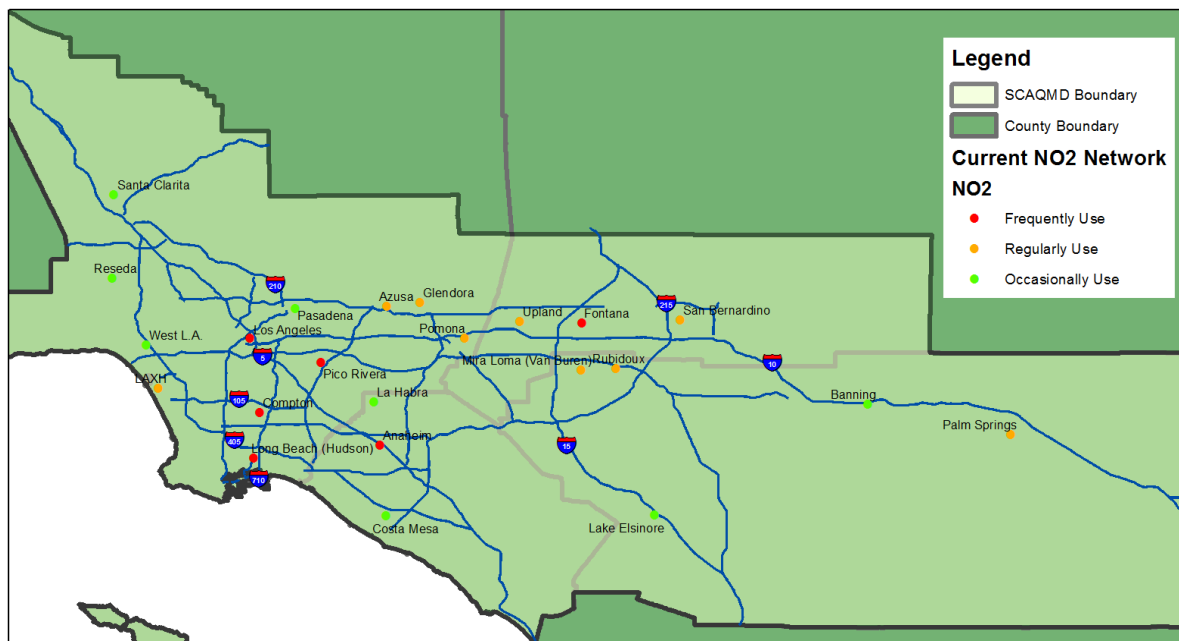 Legend
SCAQMD Boundary
County Boundary
Current NO2 Network
NO2
Frequently Use
Regularly Use
Occasionally Use
Santa Clarita
Reseda
210
Azusa
Glendora
215
San Bernardino
Pasadena
Upland
Fontana
West L.A.
Los Angeles
Pomona
5
Pico Rivera
Mira Loma (Van Buren)
Rubidoux
10
LAXH
105
Compton
La Habra
Banning
405
Anaheim
15
Palm Springs
Long Beach (Hudson)
710
Costa Mesa
Lake Elsinore